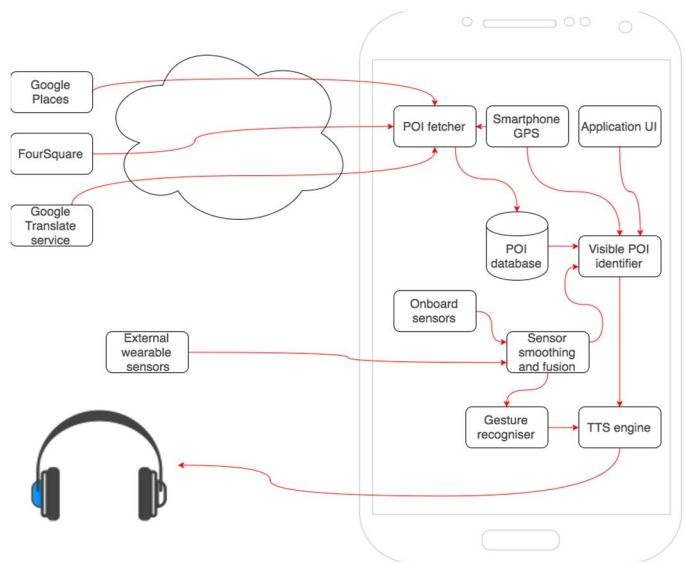 Google
Places
FourSquare
Google
Translate
service
POI fetcher
Smartphone
GPS
Application UI
POI
database
Visible POI
identifier
Onboard
sensors
External
wearable
sensors
Sensor
smoothing
and fusion
Gesture
recogniser
TTS engine